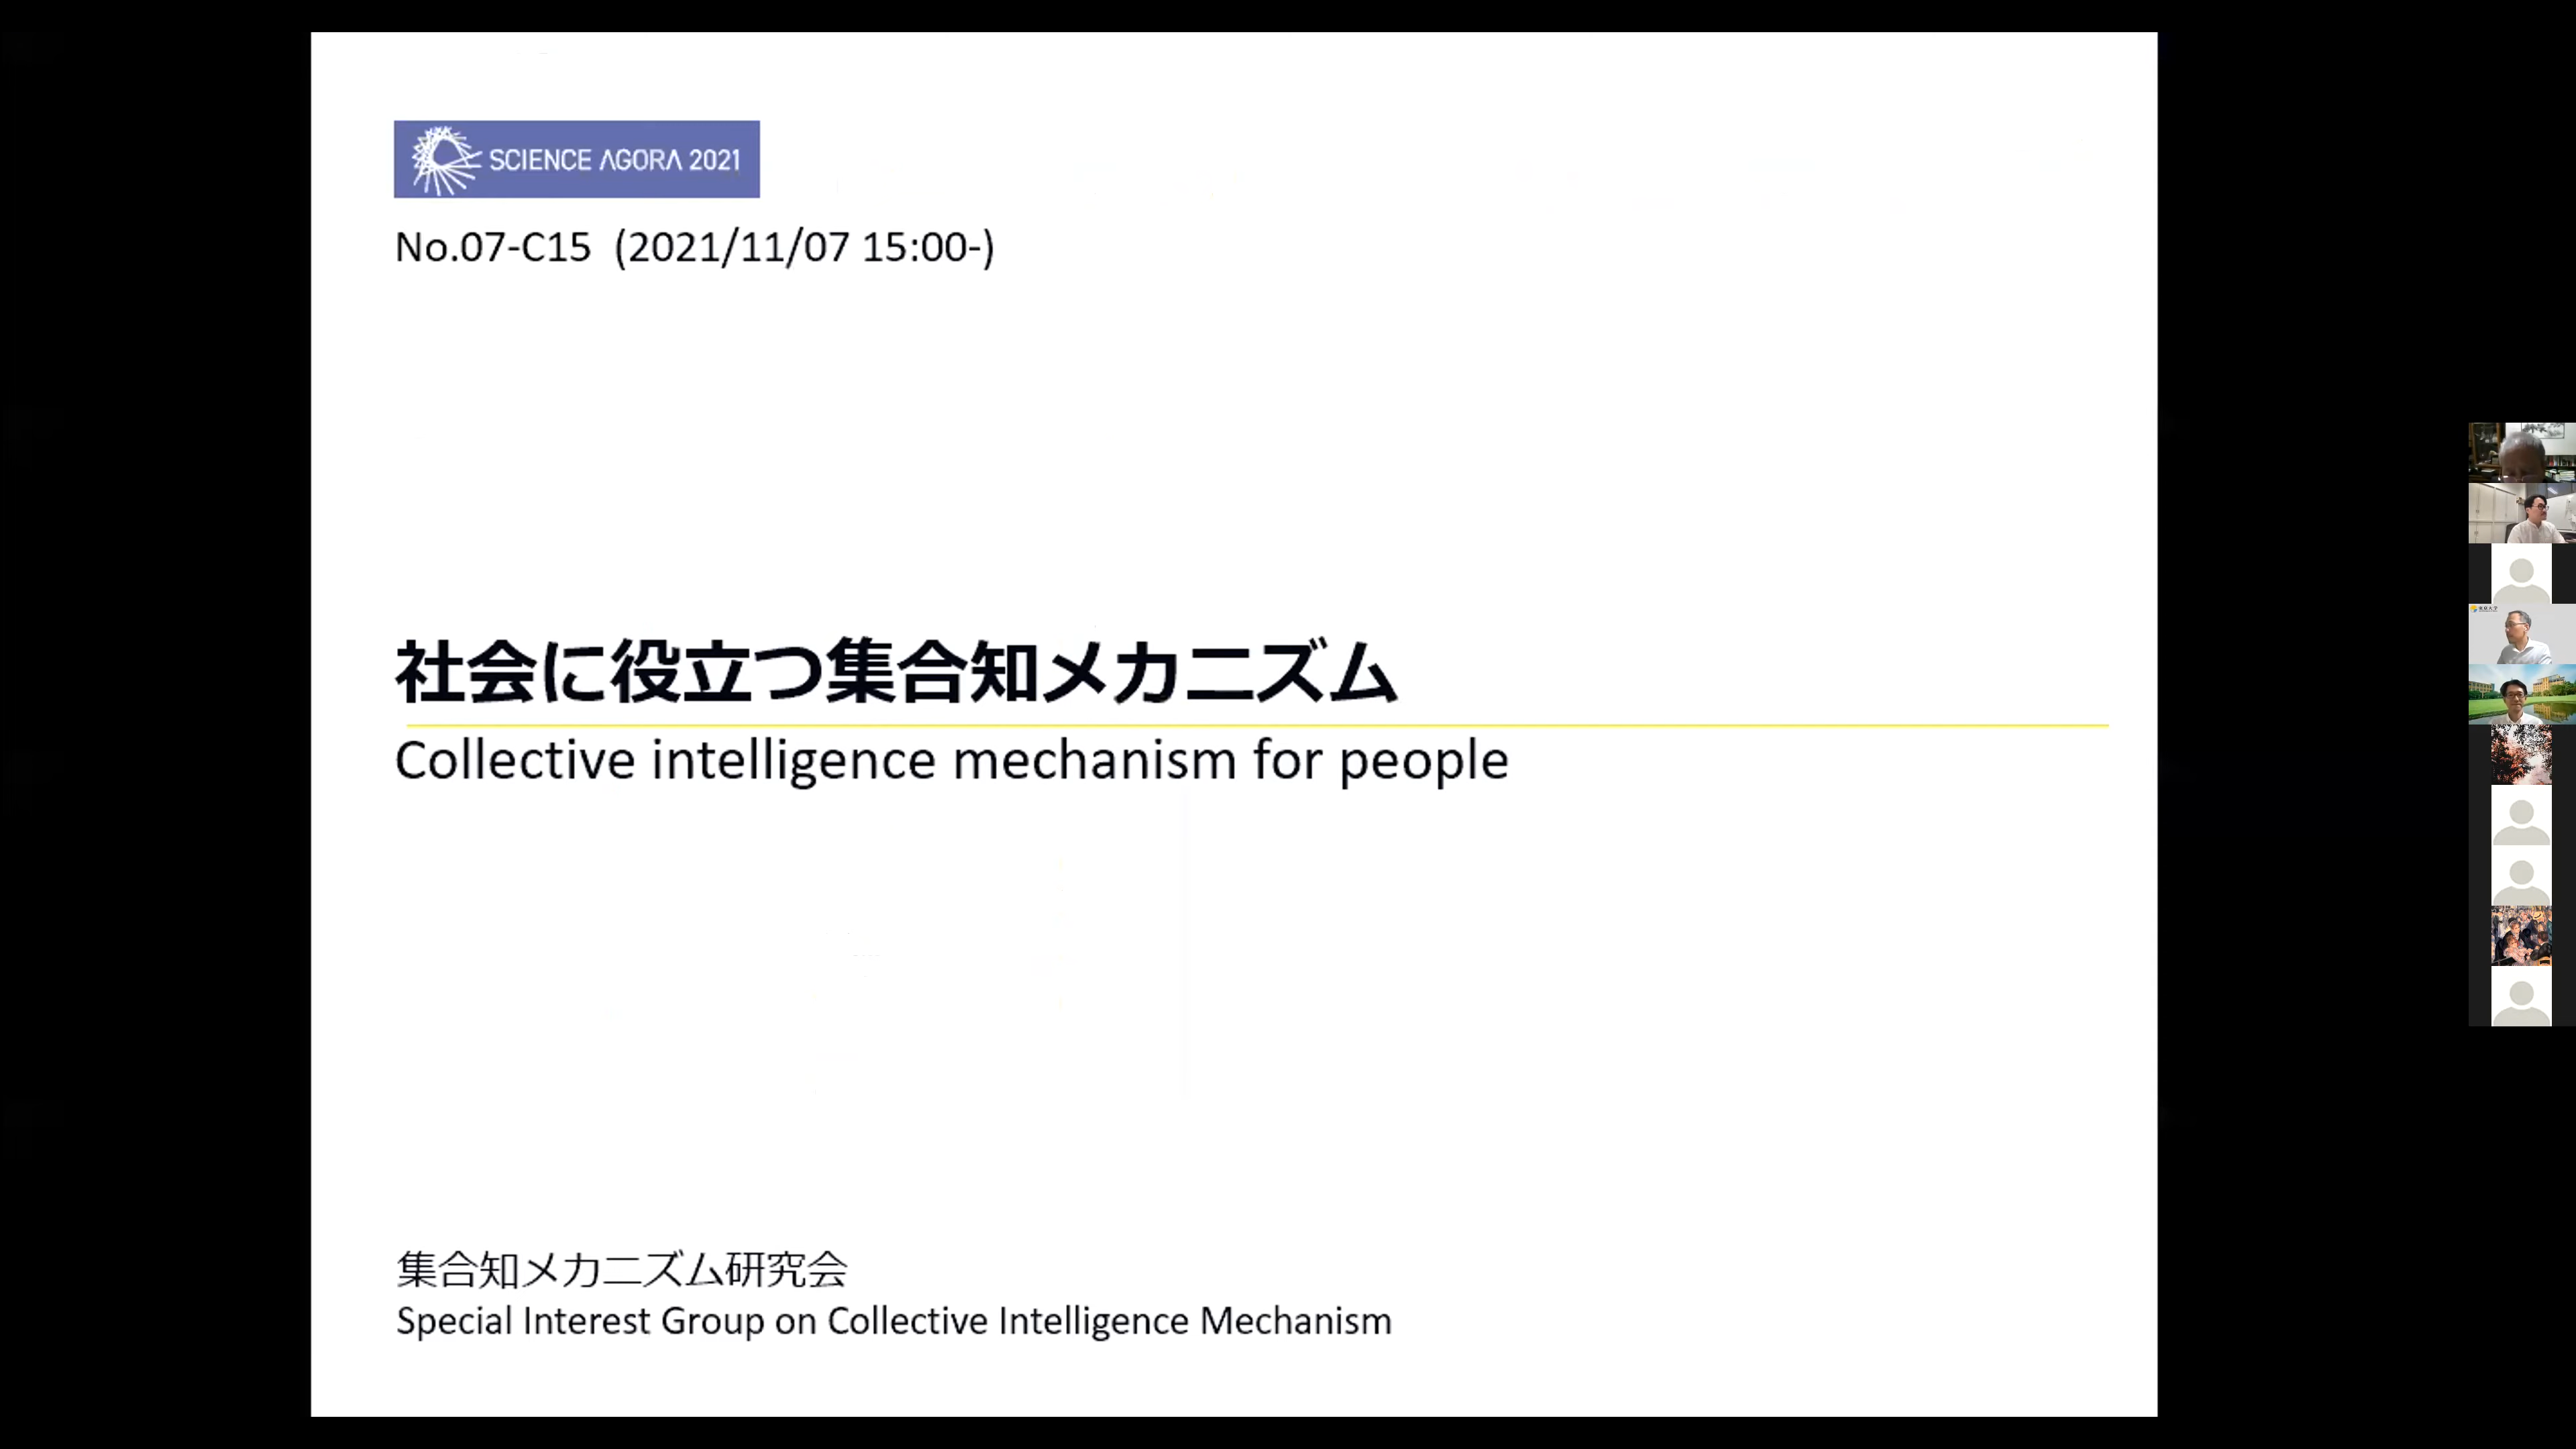 SCIENCE AGORA 2021
No.07-C15 (2021/11/07 15:00-)
社会に役立つ集合知メカニズム
Collective intelligence mechanism for people
集合知メカニズム研究会
Special Interest Group on Collective Intelligence Mechanism